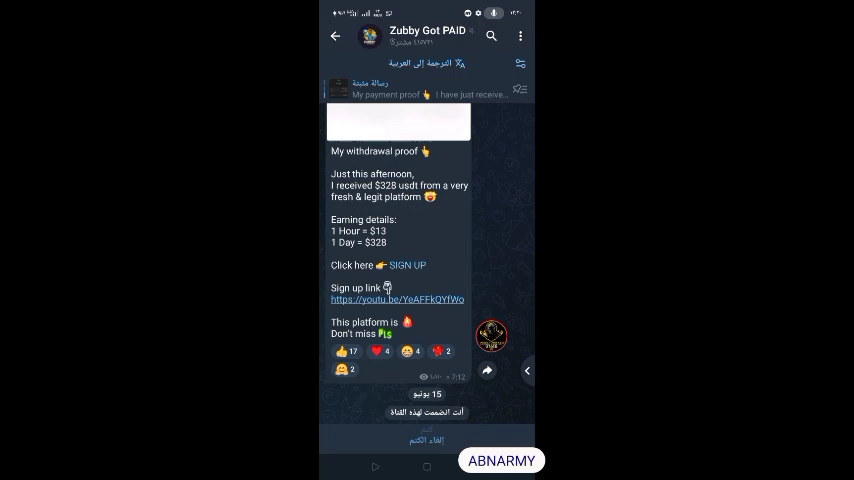 ١٢:٢٠
Zubby Got PAID
الترجمة إلى العربية
رسالة مثبتة
My payment proof 👆 I have just receive...
My withdrawal proof 👆
Just this afternoon,
I received $328 usdt from a very
fresh & legit platform 🤯
Earning details:
1 Hour = $13
1 Day = $328
Click here 👉 SIGN UP
Sign up link 👇
https://youtu.be/YeAFFkQYfWo
This platform is 🔥
Don't miss PLS
👍 17 ❤ 4 😁 4 2
🤗 2
7:12
15 يونيو
أنت انضممت لهذه القناة
إلغاء الكتم
ABNARMY